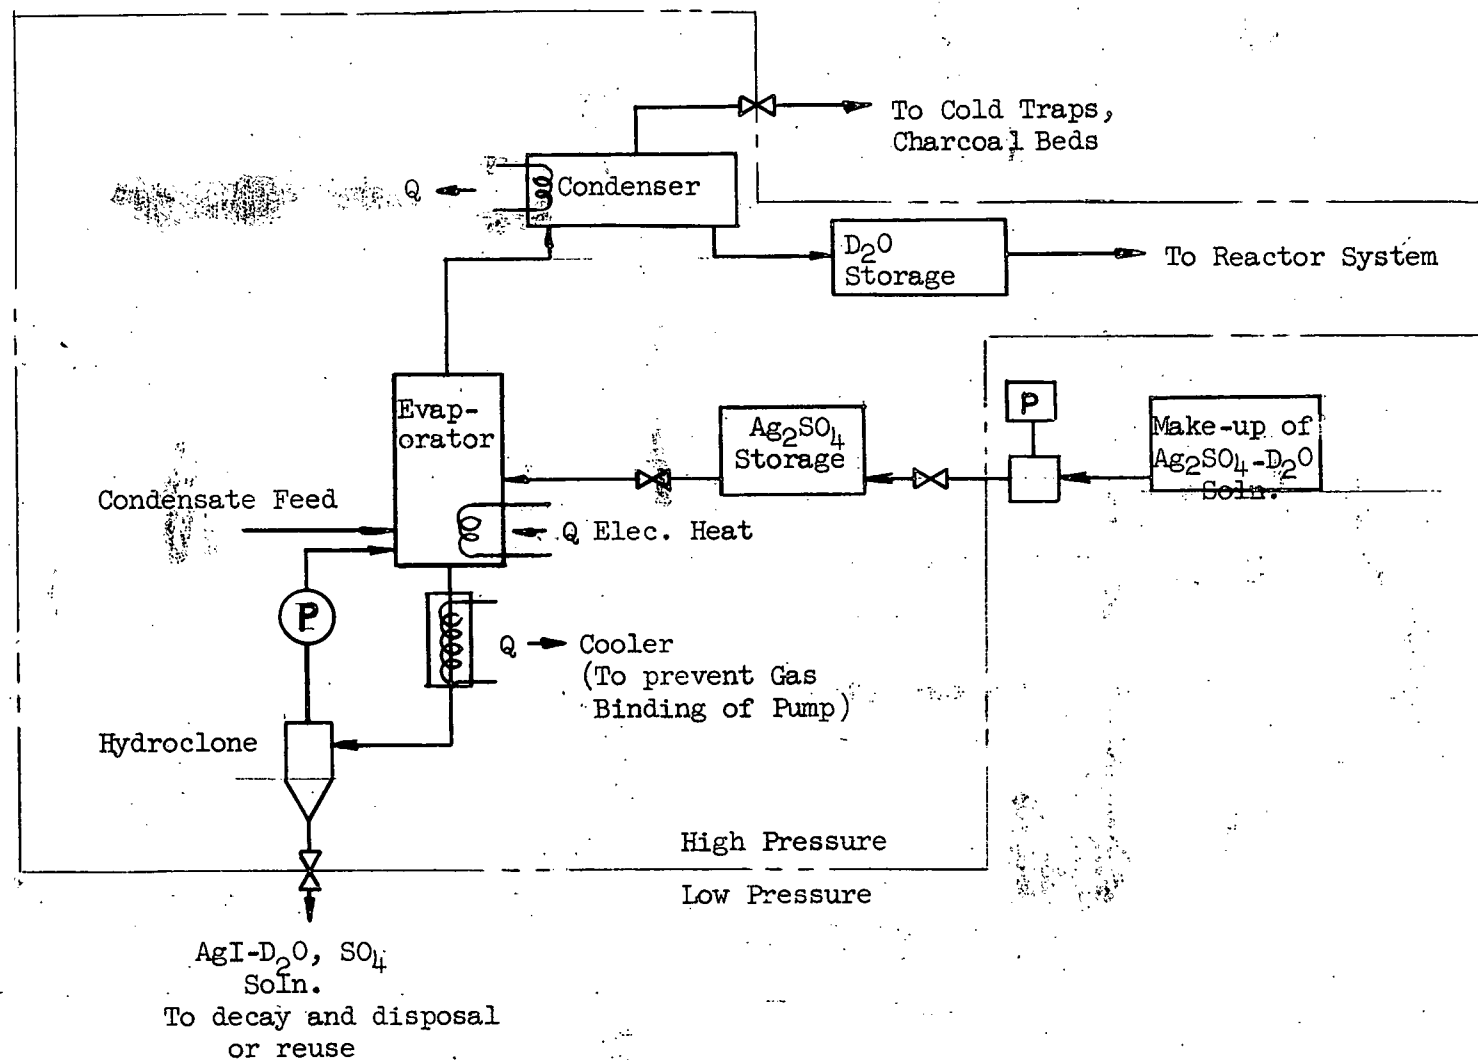 To Cold Traps,
Charcoal Beds
Q
Condenser
D₂O
Storage
To Reactor System
Evap-
orator
P
Ag₂SO₄
Storage
Make-up of
Ag₂SO₄-D₂O
Soln.
Condensate Feed
Q Elec. Heat
P
Q
Cooler
(To prevent Gas
Binding of Pump)
Hydroclone
High Pressure
Low Pressure
AgI-D₂O, SO₄
Soln.
To decay and disposal
or reuse